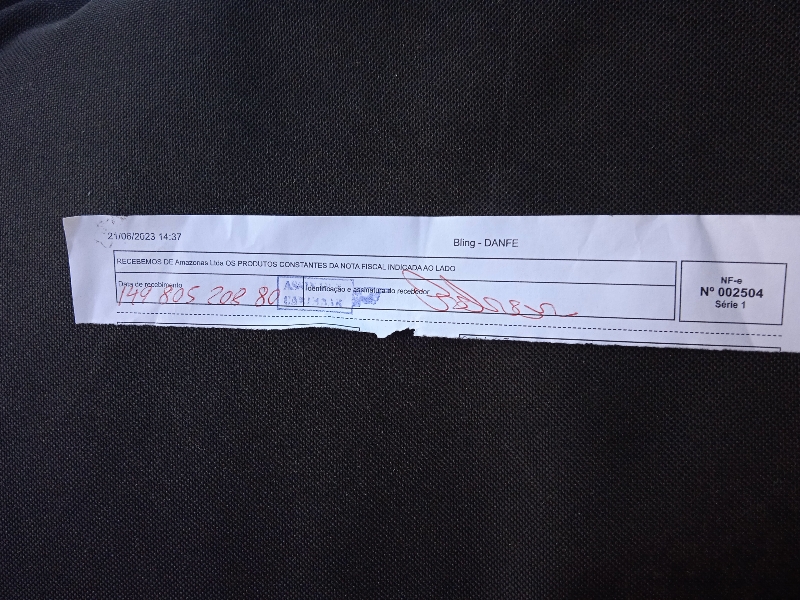 21/06/2023 14:37
Bling - DANFE
RECEBEMOS DE Amazonas Ltda OS PRODUTOS CONSTANTES DA NOTA FISCAL INDICADA AO LADO
Data de recebimento
Identificação e assinatura do recebedor
149 805 208 80
NF-e
Nº 002504
Série 1